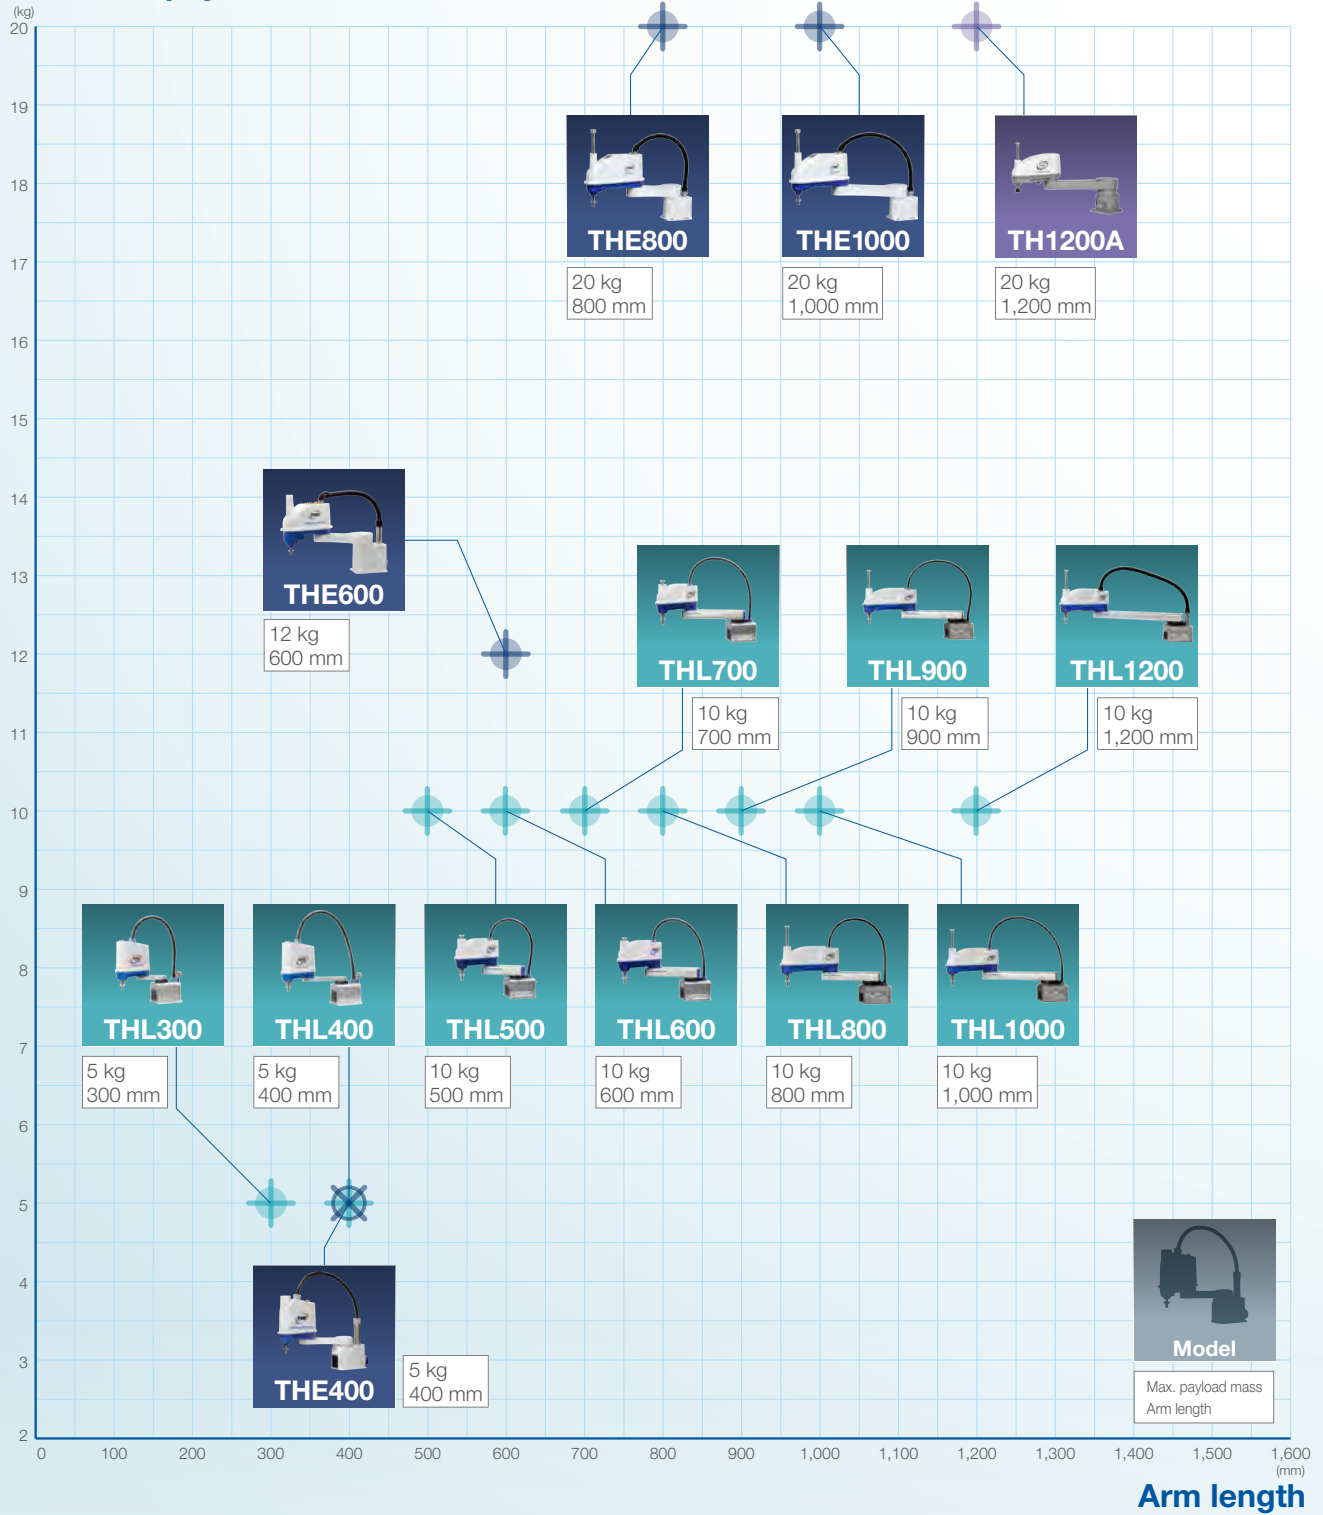 (kg)
20
19
18
17
16
15
14
13
12
11
10
9
8
7
6
5
4
3
2
THE800
20 kg
800 mm
THE1000
20 kg
1,000 mm
TH1200A
20 kg
1,200 mm
THE600
12 kg
600 mm
THL700
10 kg
700 mm
THL900
10 kg
900 mm
THL1200
10 kg
1,200 mm
THL300
5 kg
300 mm
THL400
5 kg
400 mm
THL500
10 kg
500 mm
THL600
10 kg
600 mm
THL800
10 kg
800 mm
THL1000
10 kg
1,000 mm
THE400
5 kg
400 mm
Model
Max. payload mass
Arm length
0 100 200 300 400 500 600 700 800 900 1,000 1,100 1,200 1,300 1,400 1,500 1,600
(mm)
Arm length